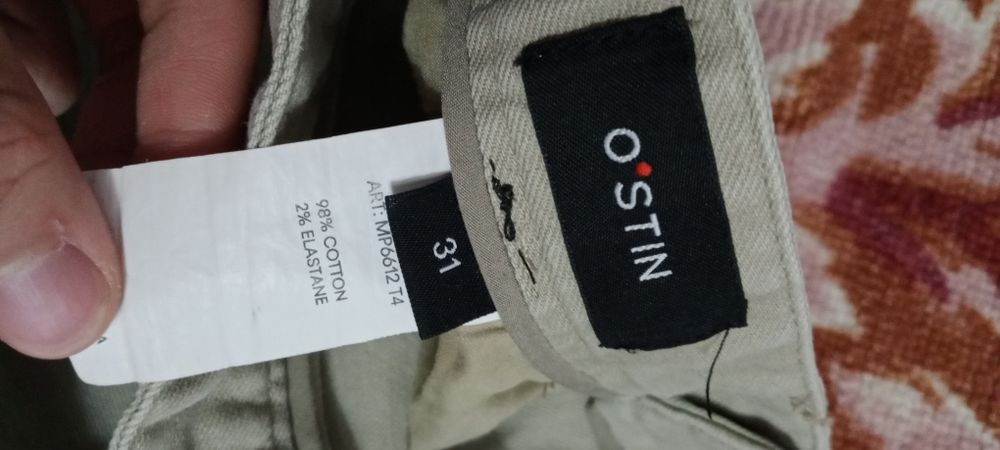 O•STIN
31
ART: MP6612 T4
98% COTTON
2% ELASTANE